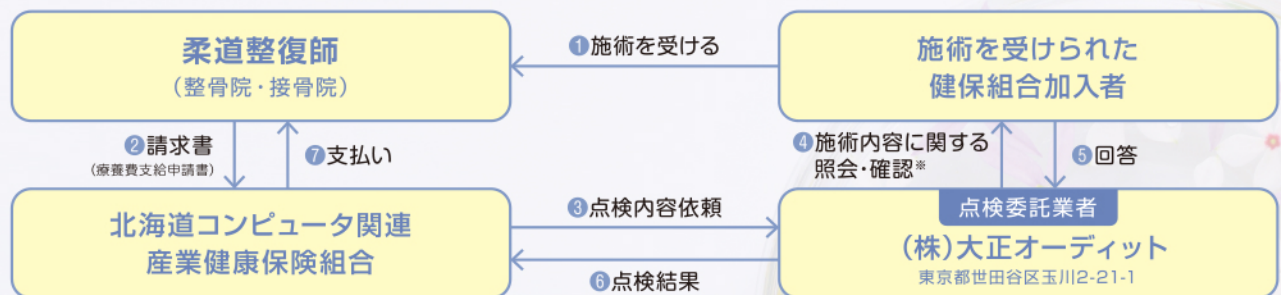 柔道整復師
（整骨院・接骨院）
❶施術を受ける
施術を受けられた
健保組合加入者
❷請求書
（療養費支給申請書）
❼支払い
❹施術内容に関する
照会・確認※
❺回答
北海道コンピュータ関連
産業健康保険組合
❸点検内容依頼
❻点検結果
点検委託業者
（株）大正オーディット
東京都世田谷区玉川2-21-1